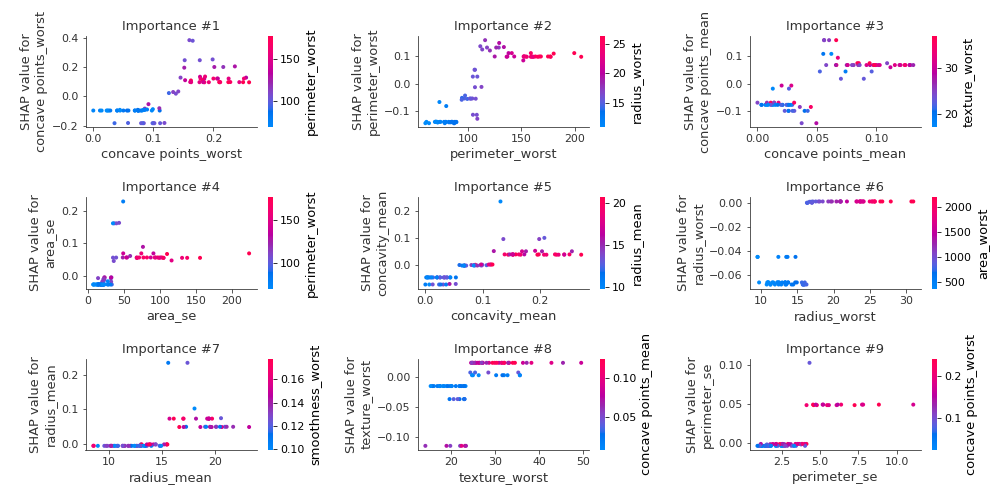 Importance #1
Importance #2
Importance #3
SHAP value for
concave points_worst
0.4
0.2
0.0
−0.2
0.0
0.1
0.2
concave points_worst
150
100
perimeter_worst
SHAP value for
perimeter_worst
0.1
0.0
−0.1
100
150
200
perimeter_worst
25
20
15
radius_worst
SHAP value for
concave points_mean
0.1
0.0
−0.1
0.00
0.05
0.10
concave points_mean
30
20
texture_worst
Importance #4
Importance #5
Importance #6
SHAP value for
area_se
0.2
0.1
0.0
0
50
100
150
200
area_se
150
100
perimeter_worst
SHAP value for
concavity_mean
0.2
0.1
0.0
0.0
0.1
0.2
concavity_mean
20
15
10
radius_mean
SHAP value for
radius_worst
0.00
−0.02
−0.04
−0.06
10
15
20
25
30
radius_worst
2000
1500
1000
500
area_worst
Importance #7
Importance #8
Importance #9
SHAP value for
radius_mean
0.2
0.1
0.0
10
15
20
radius_mean
0.16
0.14
0.12
0.10
smoothness_worst
SHAP value for
texture_worst
0.00
−0.05
−0.10
20
30
40
50
texture_worst
0.10
0.05
concave points_mean
SHAP value for
perimeter_se
0.10
0.05
0.00
2.5
5.0
7.5
10.0
perimeter_se
0.2
0.1
concave points_worst